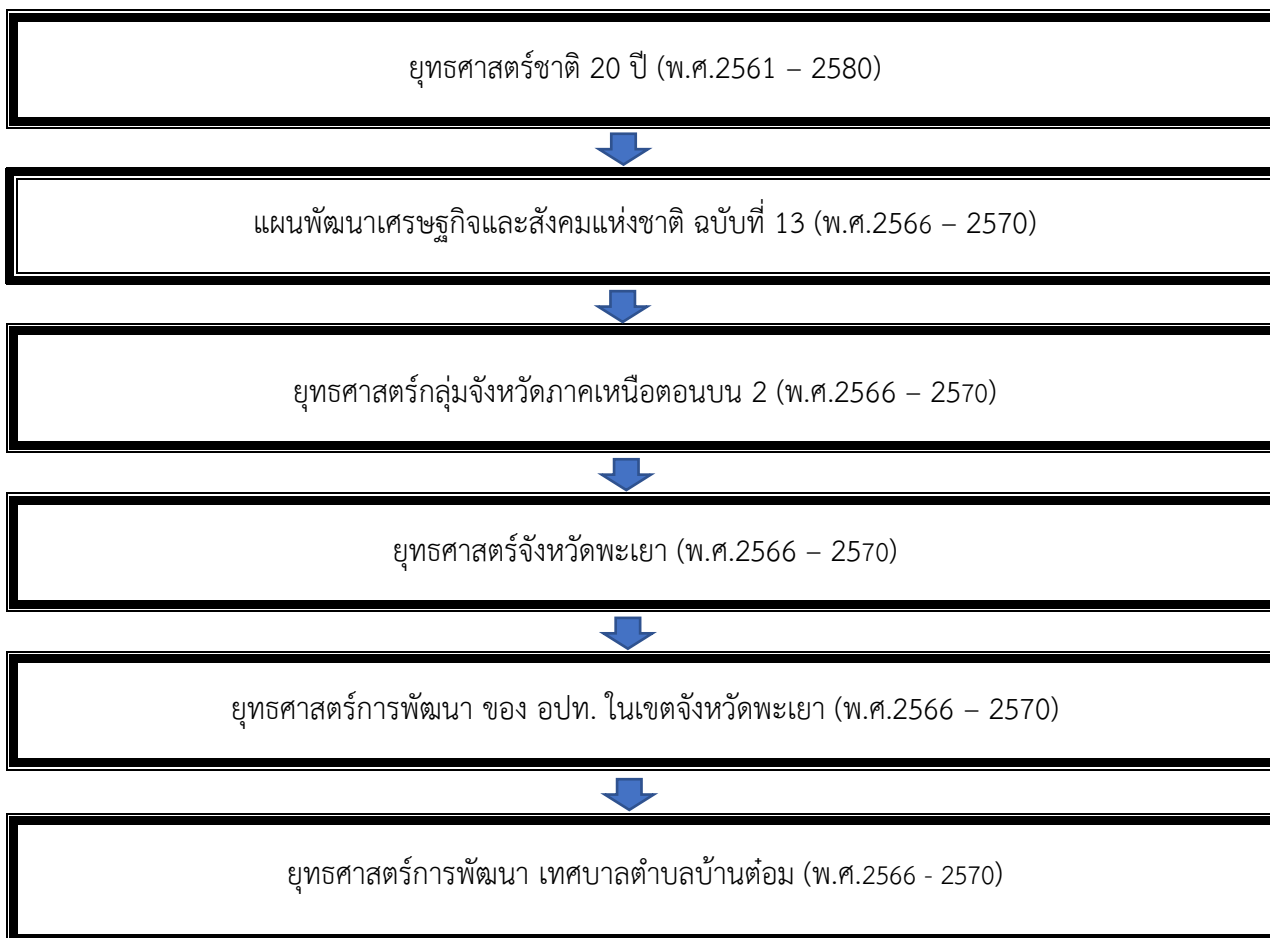 ยุทธศาสตร์ชาติ 20 ปี (พ.ศ.2561 – 2580)
แผนพัฒนาเศรษฐกิจและสังคมแห่งชาติ ฉบับที่ 13 (พ.ศ.2566 – 2570)
ยุทธศาสตร์กลุ่มจังหวัดภาคเหนือตอนบน 2 (พ.ศ.2566 – 2570)
ยุทธศาสตร์จังหวัดพะเยา (พ.ศ.2566 – 2570)
ยุทธศาสตร์การพัฒนา ของ อปท. ในเขตจังหวัดพะเยา (พ.ศ.2566 – 2570)
ยุทธศาสตร์การพัฒนา เทศบาลตำบลบ้านต๋อม (พ.ศ.2566 - 2570)